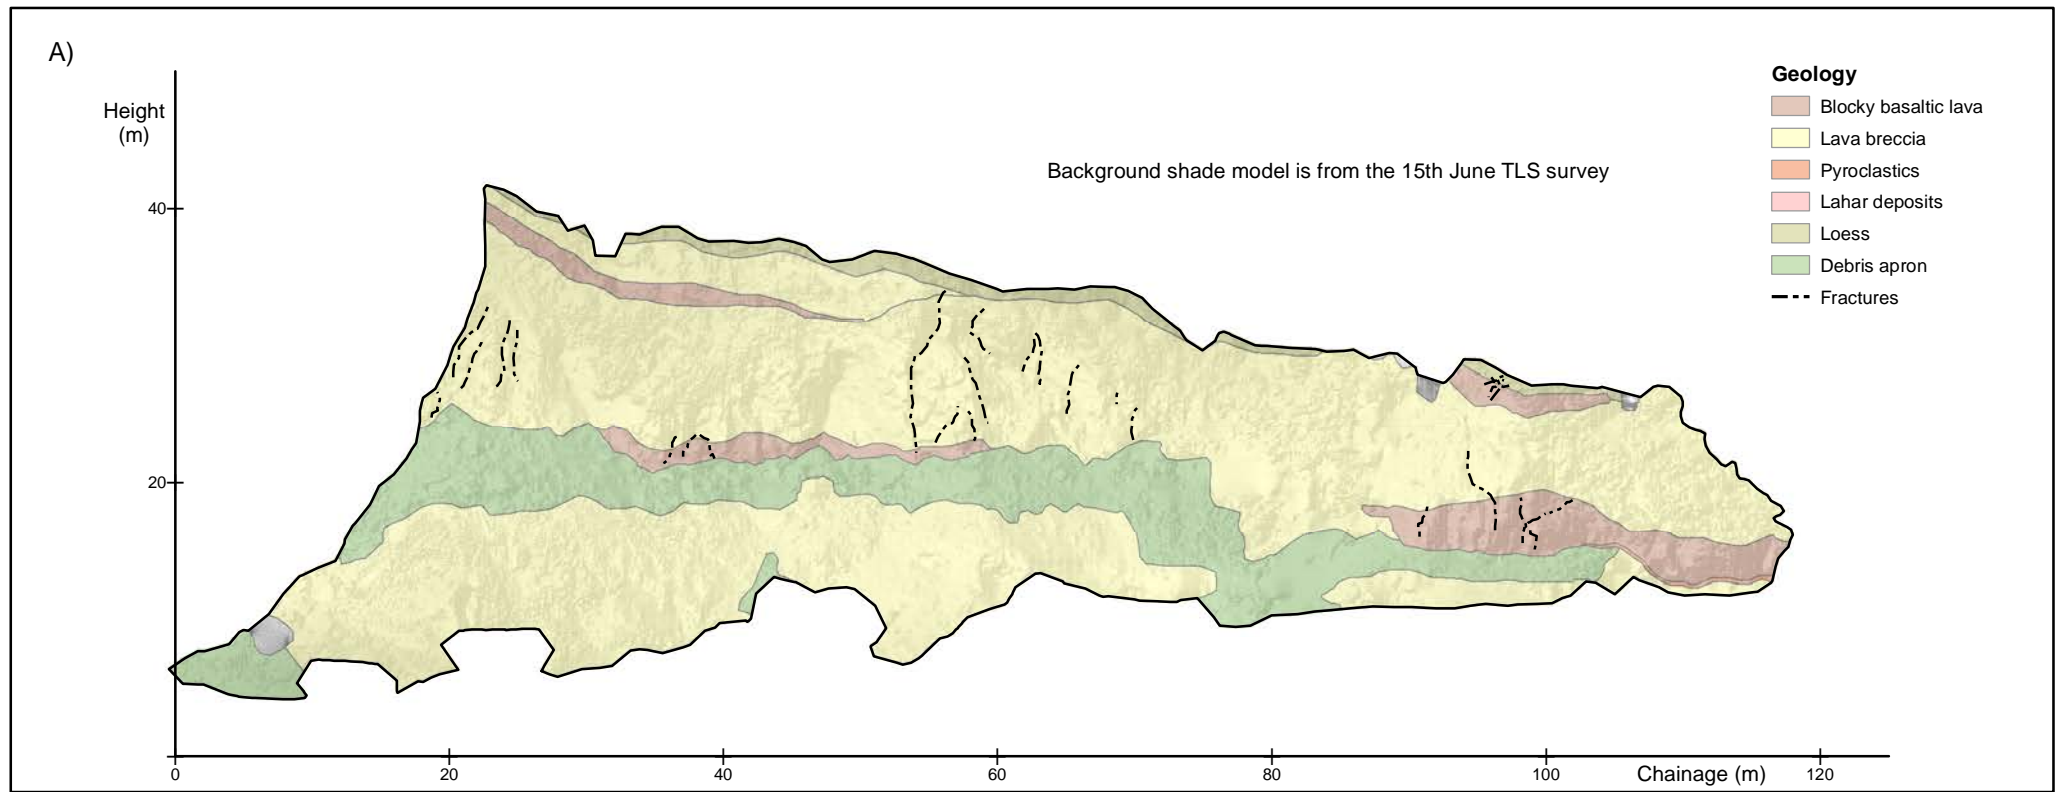 A)
Height
(m)
40
20
0
20
40
60
80
100
120
Chainage (m)
Background shade model is from the 15th June TLS survey
Geology
Blocky basaltic lava
Lava breccia
Pyroclastics
Lahar deposits
Loess
Debris apron
Fractures